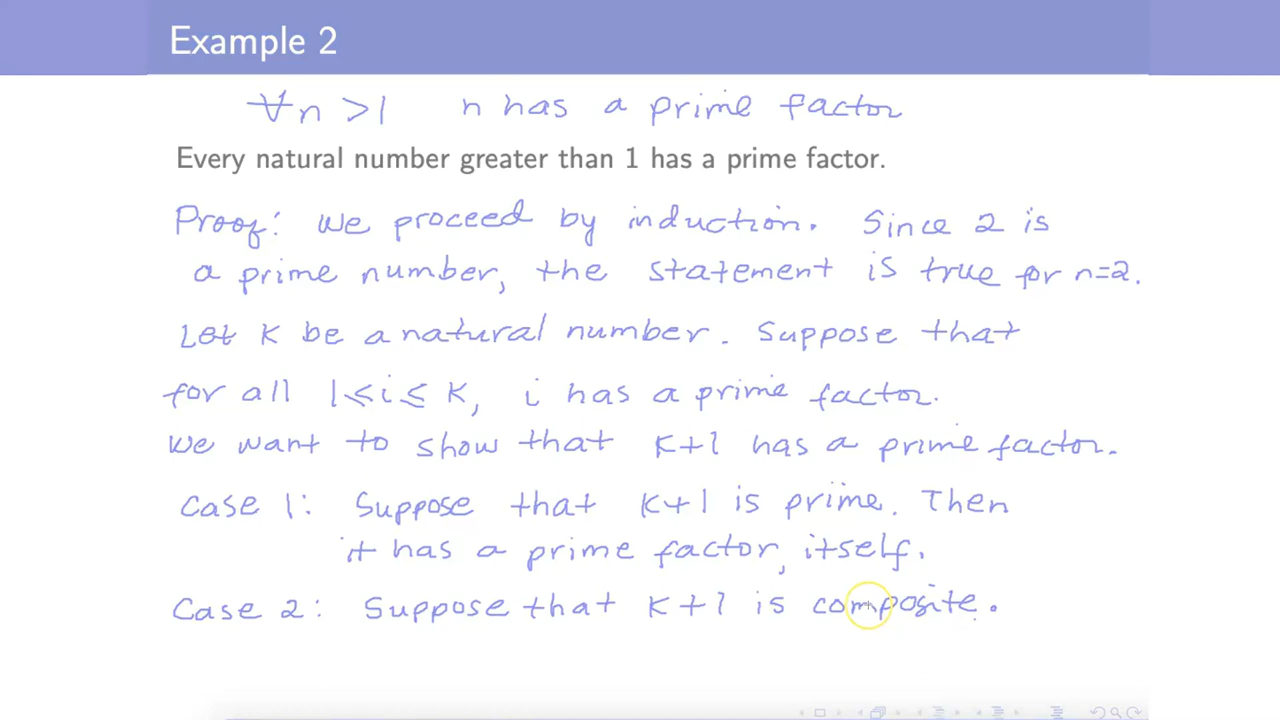 Example 2
∀n >1 n has a prime factor
Every natural number greater than 1 has a prime factor.
Proof: We proceed by induction. Since 2 is
a prime number, the statement is true for n=2.
Let K be a natural number. Suppose that
for all 1<i≤K, i has a prime factor.
We want to show that K+1 has a prime factor.
Case 1: Suppose that K+1 is prime. Then
it has a prime factor, itself.
Case 2: Suppose that K+1 is composite.